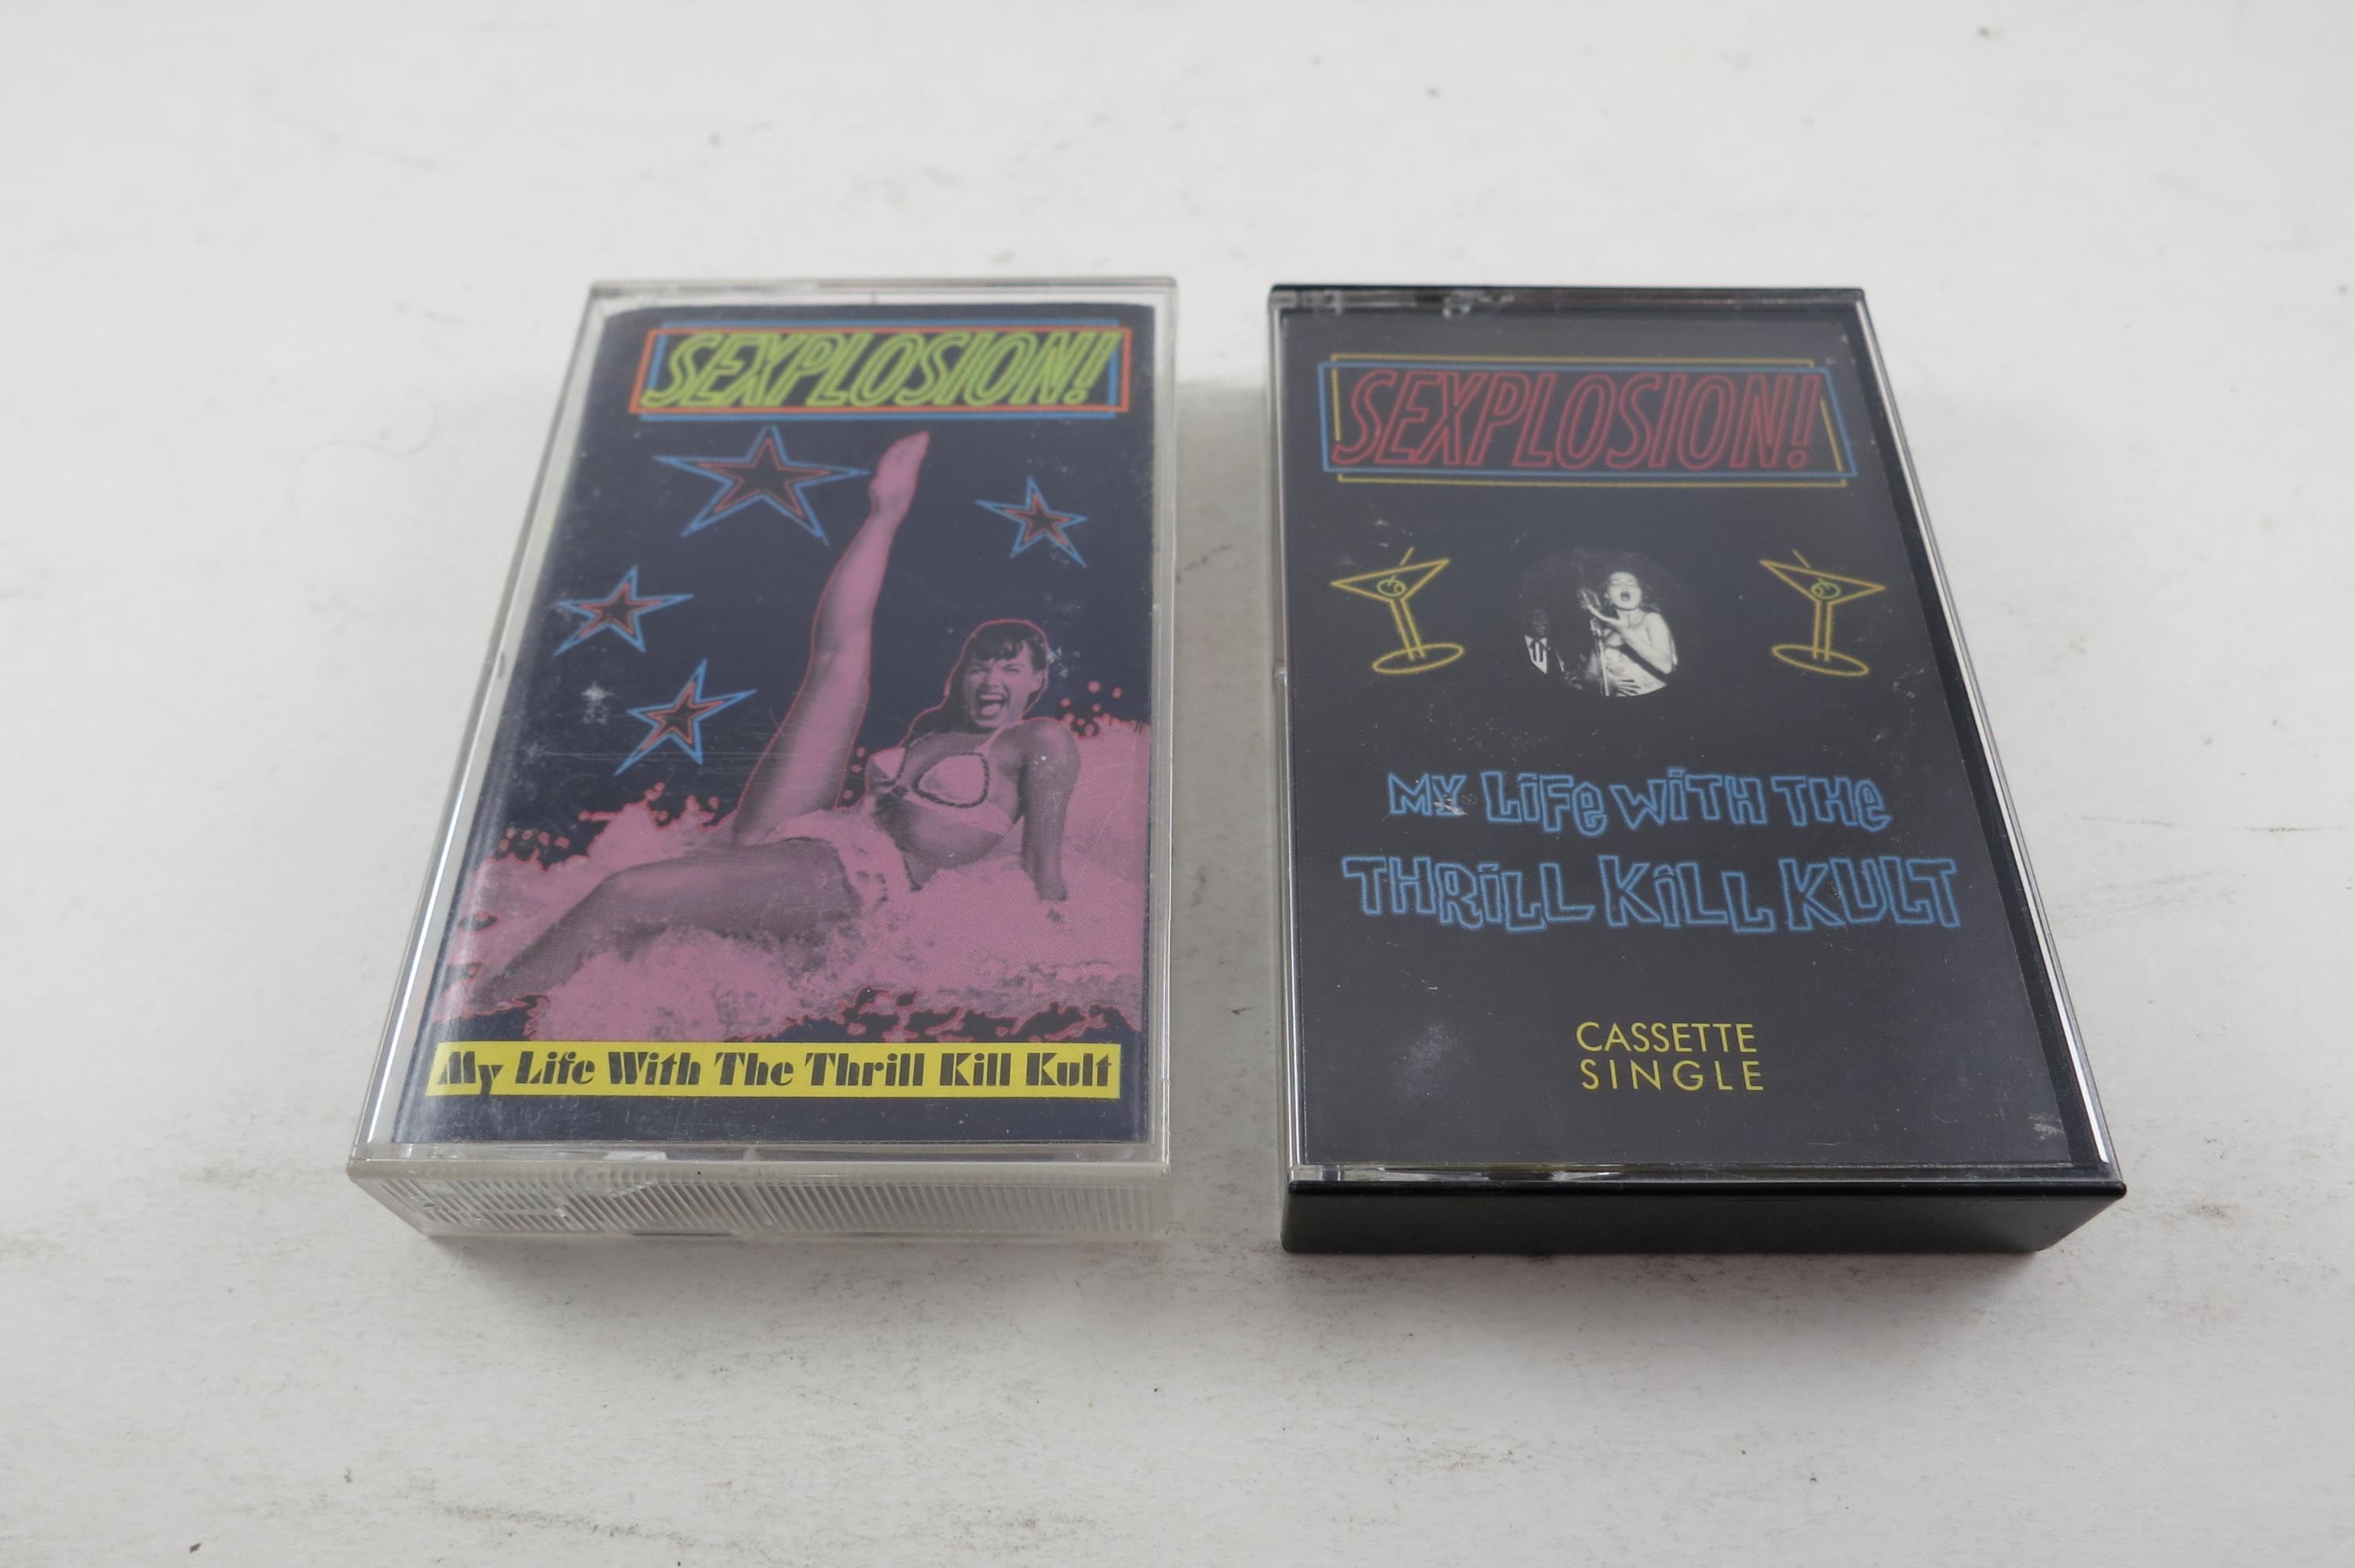 SEXPLOSION!
My Life With The Thrill Kill Kult
SEXPLOSION!
MY LiFe WiTH THe
THRiLL KiLL KULT
CASSETTE
SINGLE